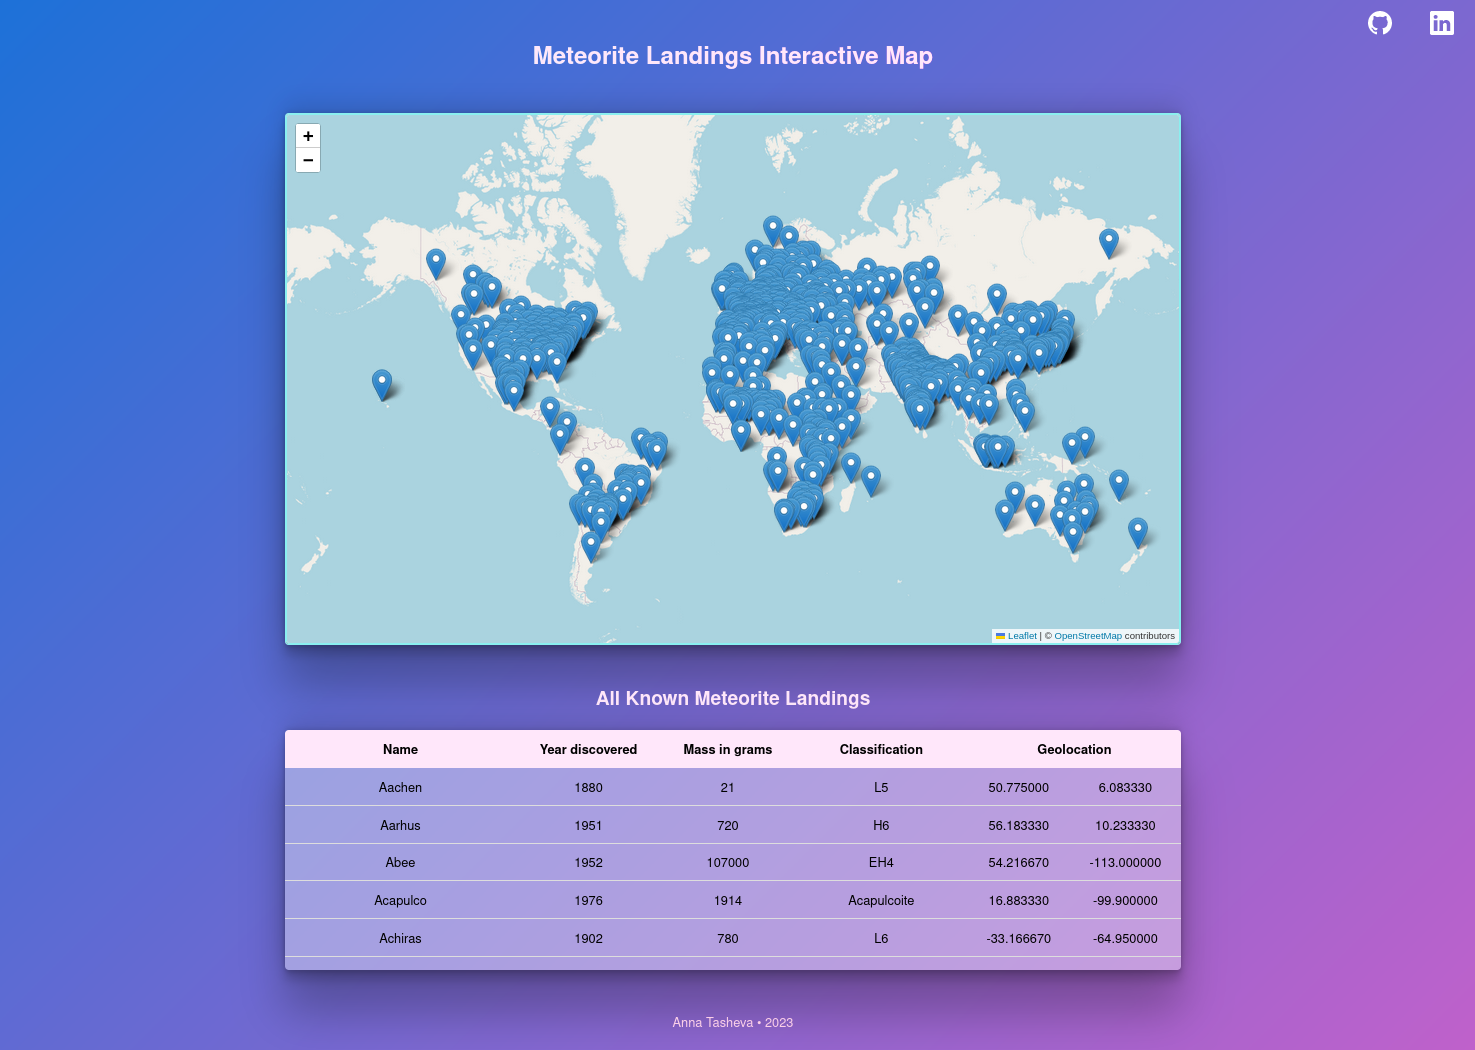 Meteorite Landings Interactive Map
+
−
Leaflet | © OpenStreetMap contributors
All Known Meteorite Landings
Name Year discovered Mass in grams Classification Geolocation
Aachen 1880 21 L5 50.775000 6.083330
Aarhus 1951 720 H6 56.183330 10.233330
Abee 1952 107000 EH4 54.216670 -113.000000
Acapulco 1976 1914 Acapulcoite 16.883330 -99.900000
Achiras 1902 780 L6 -33.166670 -64.950000
Anna Tasheva • 2023